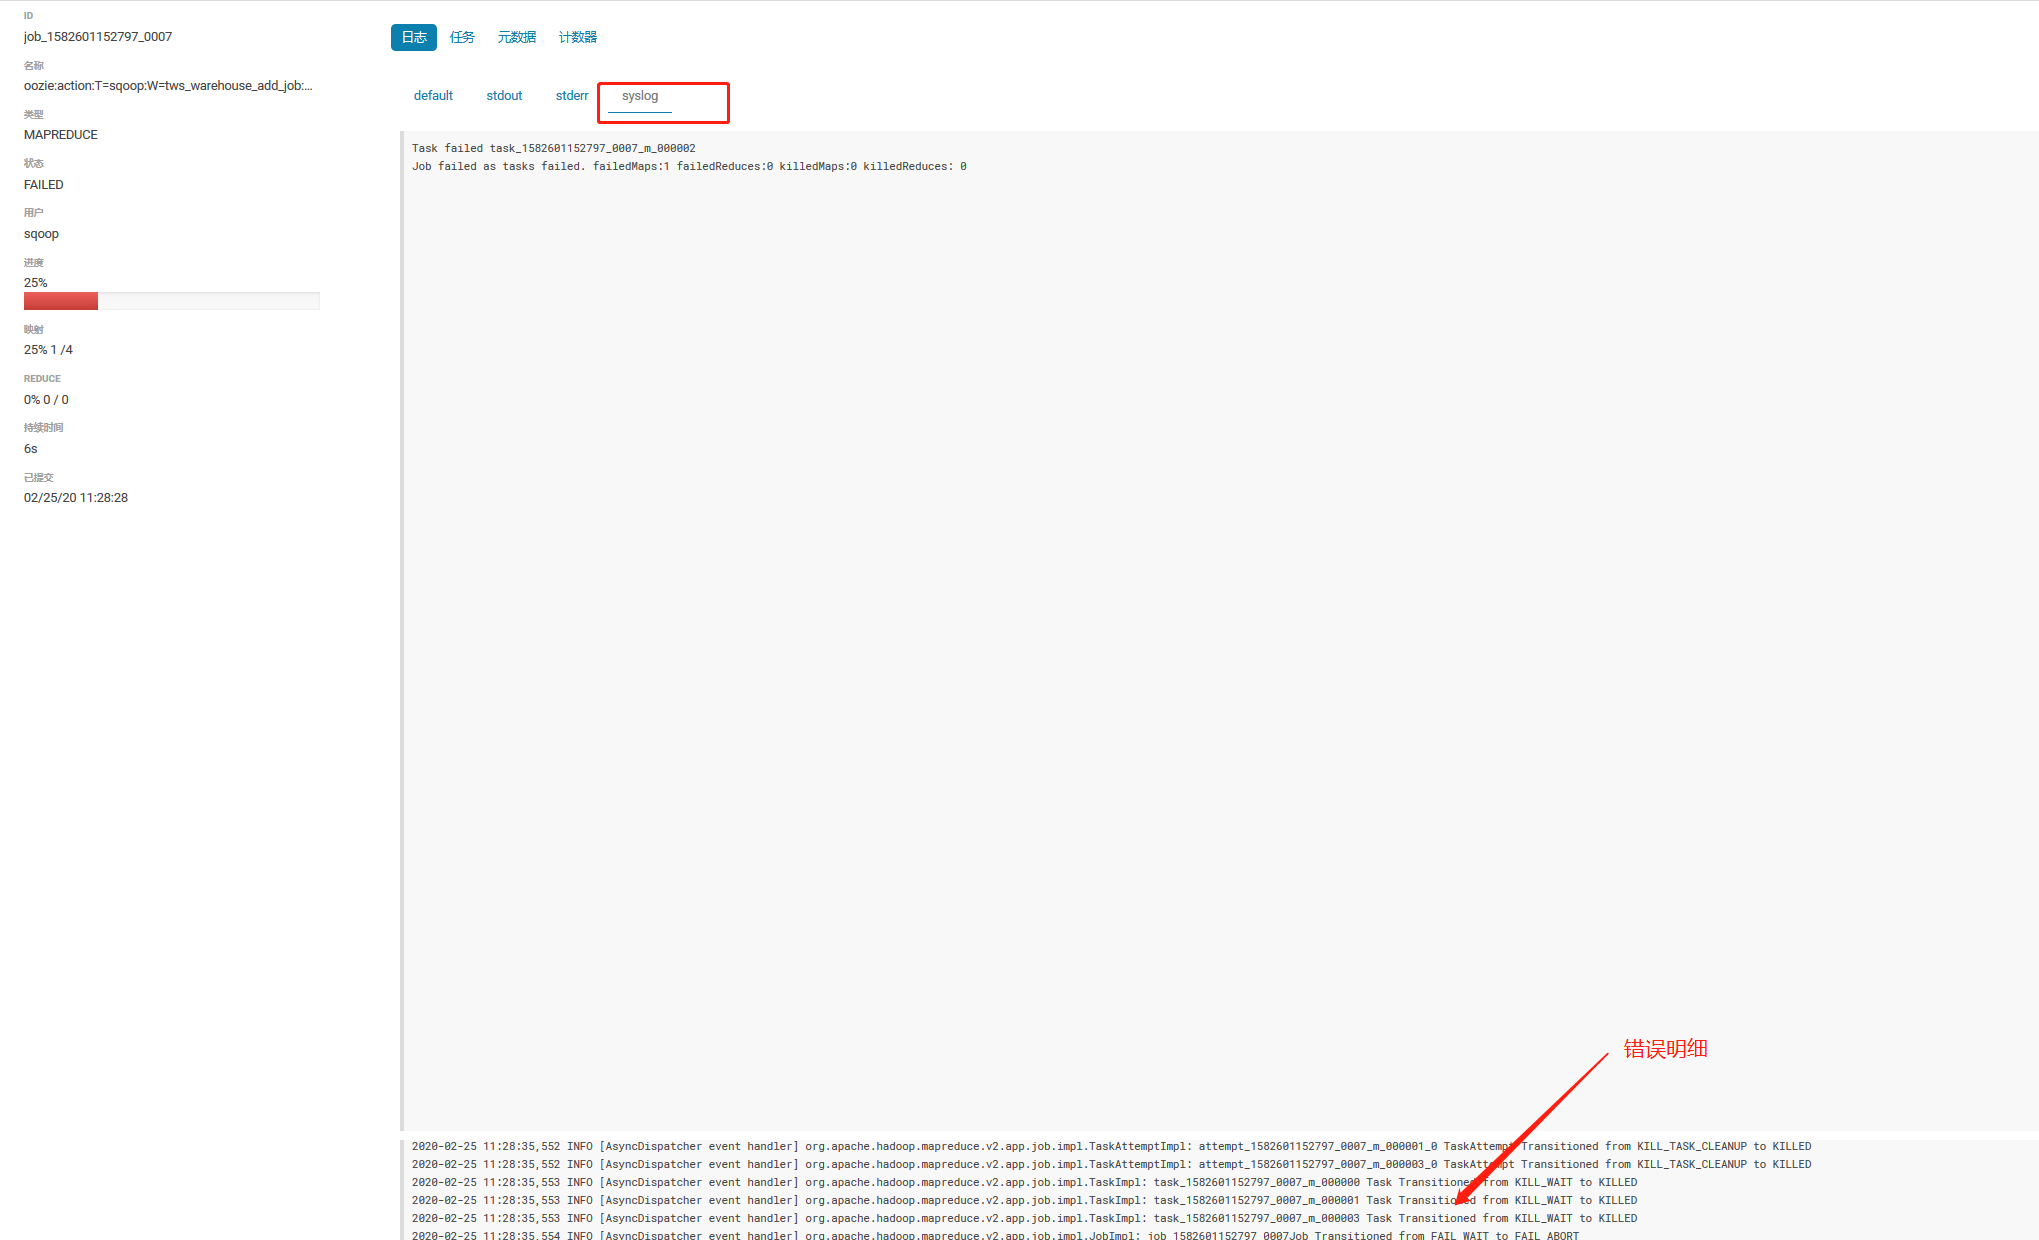 ID
job_1582601152797_0007
名称
oozie:action:T=sqoop:W=tws_warehouse_add_job:...
类型
MAPREDUCE
状态
FAILED
用户
sqoop
进度
25%
映射
25% 1 /4
REDUCE
0% 0 / 0
持续时间
6s
已提交
02/25/20 11:28:28
日志 任务 元数据 计数器
default stdout stderr syslog
Task failed task_1582601152797_0007_m_000002
Job failed as tasks failed. failedMaps:1 failedReduces:0 killedMaps:0 killedReduces: 0
错误明细
2020-02-25 11:28:35,552 INFO [AsyncDispatcher event handler] org.apache.hadoop.mapreduce.v2.app.job.impl.TaskAttemptImpl: attempt_1582601152797_0007_m_000001_0 TaskAttempt Transitioned from KILL_TASK_CLEANUP to KILLED
2020-02-25 11:28:35,552 INFO [AsyncDispatcher event handler] org.apache.hadoop.mapreduce.v2.app.job.impl.TaskAttemptImpl: attempt_1582601152797_0007_m_000003_0 TaskAttempt Transitioned from KILL_TASK_CLEANUP to KILLED
2020-02-25 11:28:35,553 INFO [AsyncDispatcher event handler] org.apache.hadoop.mapreduce.v2.app.job.impl.TaskImpl: task_1582601152797_0007_m_000000 Task Transitioned from KILL_WAIT to KILLED
2020-02-25 11:28:35,553 INFO [AsyncDispatcher event handler] org.apache.hadoop.mapreduce.v2.app.job.impl.TaskImpl: task_1582601152797_0007_m_000001 Task Transitioned from KILL_WAIT to KILLED
2020-02-25 11:28:35,553 INFO [AsyncDispatcher event handler] org.apache.hadoop.mapreduce.v2.app.job.impl.TaskImpl: task_1582601152797_0007_m_000003 Task Transitioned from KILL_WAIT to KILLED
2020-02-25 11:28:35,554 INFO [AsyncDispatcher event handler] org.apache.hadoop.mapreduce.v2.app.job.impl.JobImpl: job_1582601152797_0007Job Transitioned from FAIL_WAIT to FAIL_ABORT